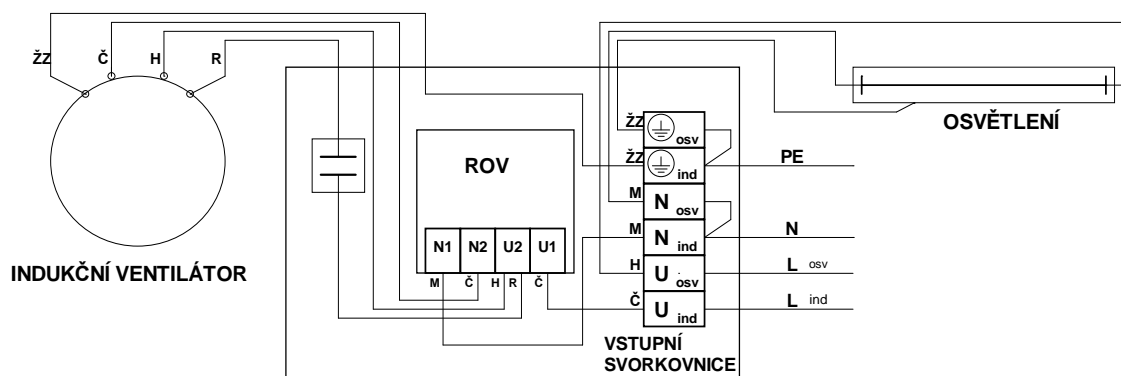 ŽZ
Č
H
R
INDUKČNÍ VENTILÁTOR
ROV
N1 N2 U2 U1
M Č H R Č
ŽZ
osv
ŽZ
ind
PE
M
N osv
M
N ind
N
H
U osv
L osv
Č
U ind
L ind
VSTUPNÍ
SVORKOVNICE
OSVĚTLENÍ